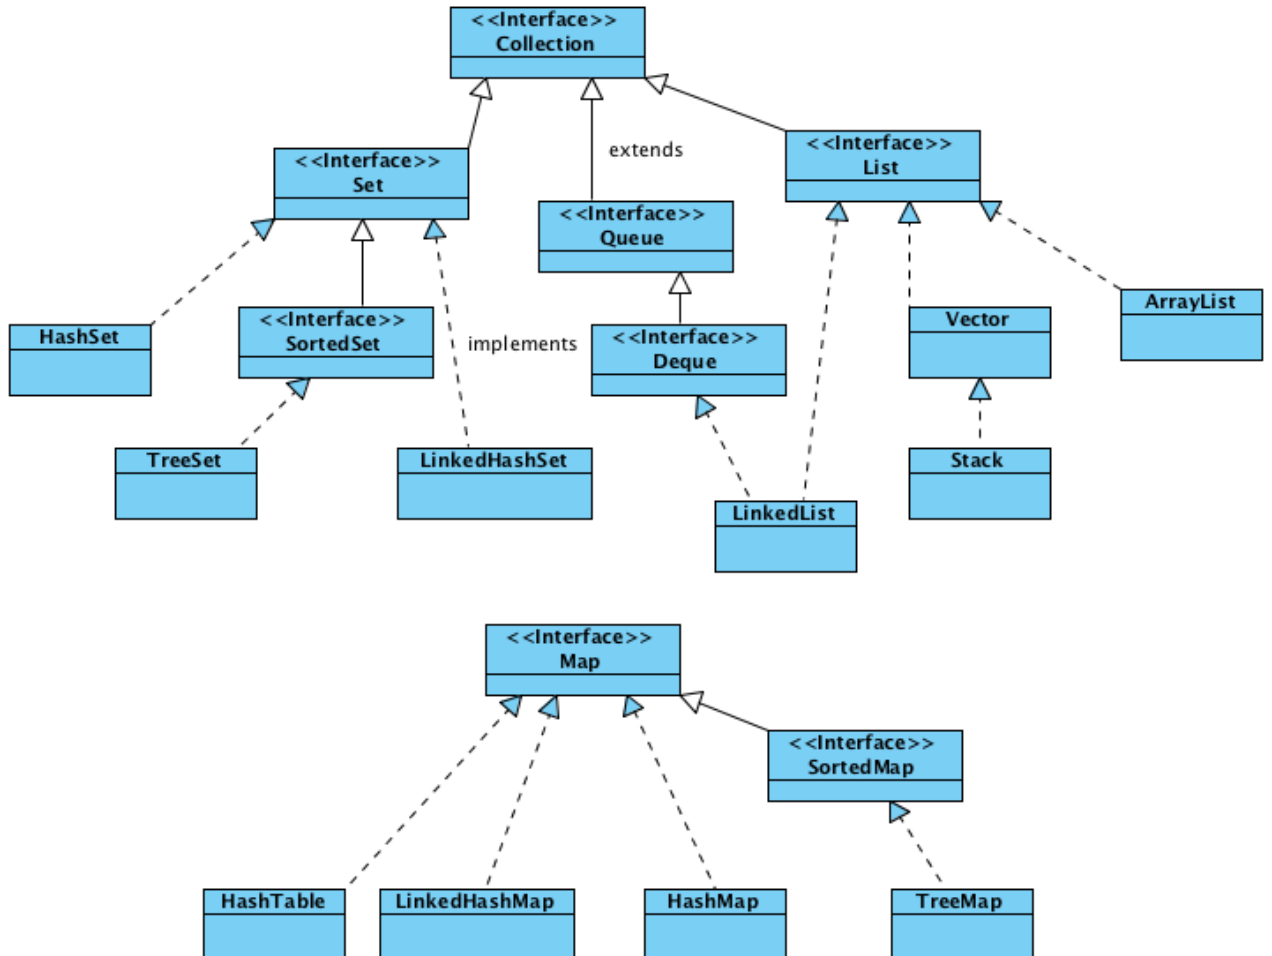 <<Interface>>
Collection
<<Interface>>
Set
extends
<<Interface>>
List
<<Interface>>
Queue
HashSet
<<Interface>>
SortedSet
implements
<<Interface>>
Deque
Vector
ArrayList
TreeSet
LinkedHashSet
LinkedList
Stack
<<Interface>>
Map
<<Interface>>
SortedMap
HashTable
LinkedHashMap
HashMap
TreeMap